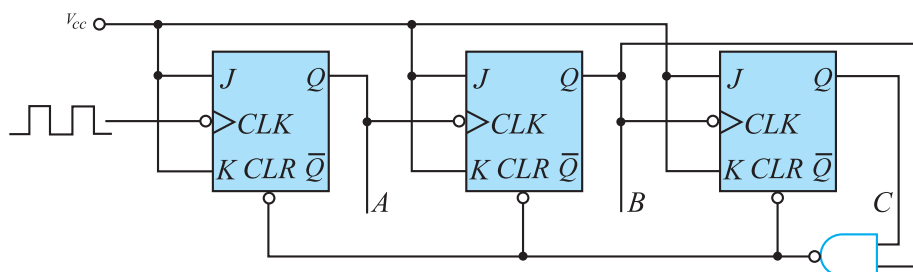 Vcc
J Q J Q J Q
CLK CLK CLK
K CLR Q̅ A K CLR Q̅ B K CLR Q̅ C